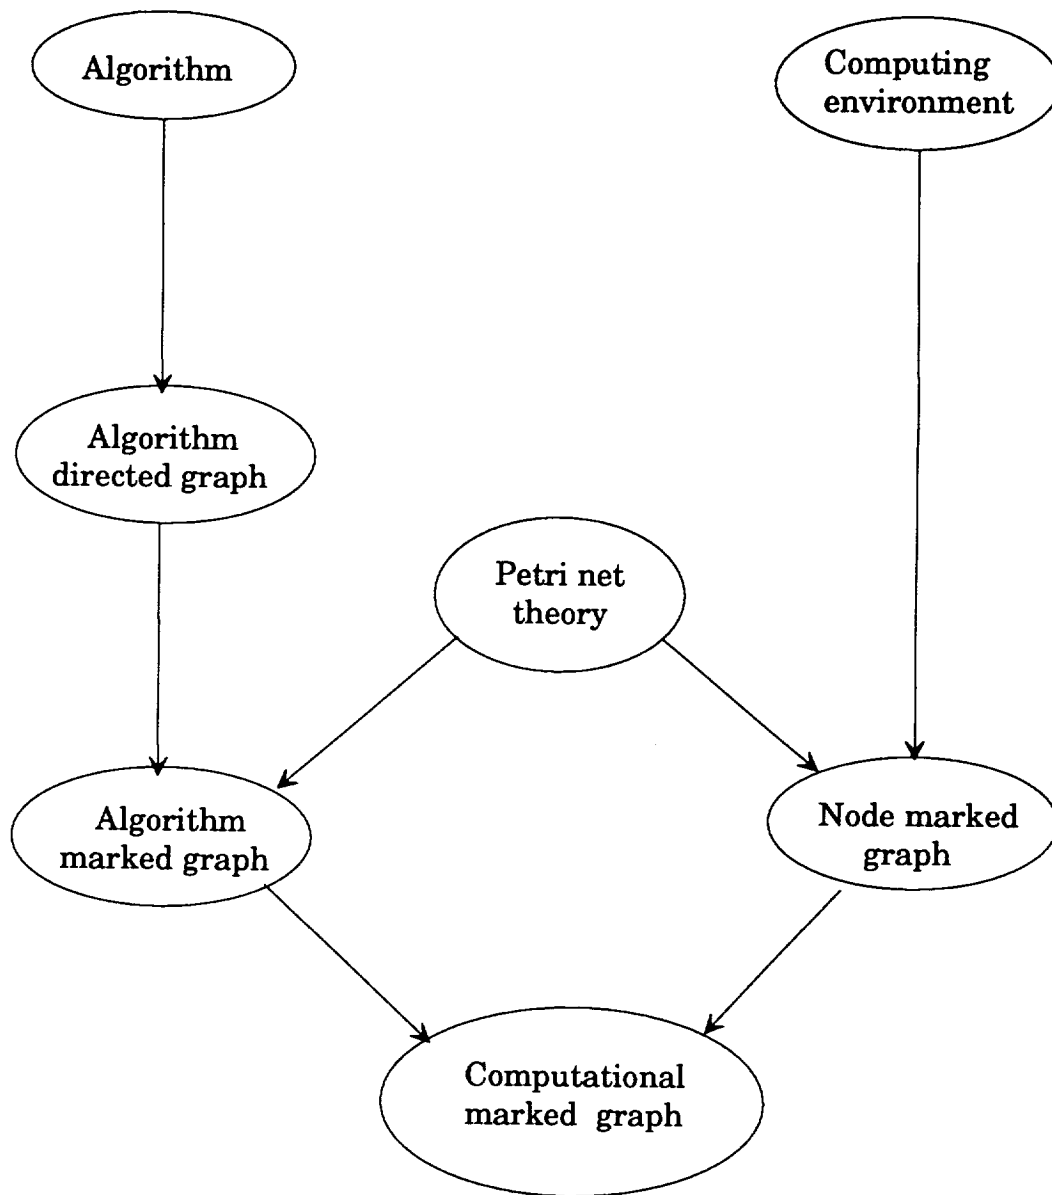 Algorithm
Computing
environment
Algorithm
directed graph
Petri net
theory
Algorithm
marked graph
Node marked
graph
Computational
marked graph